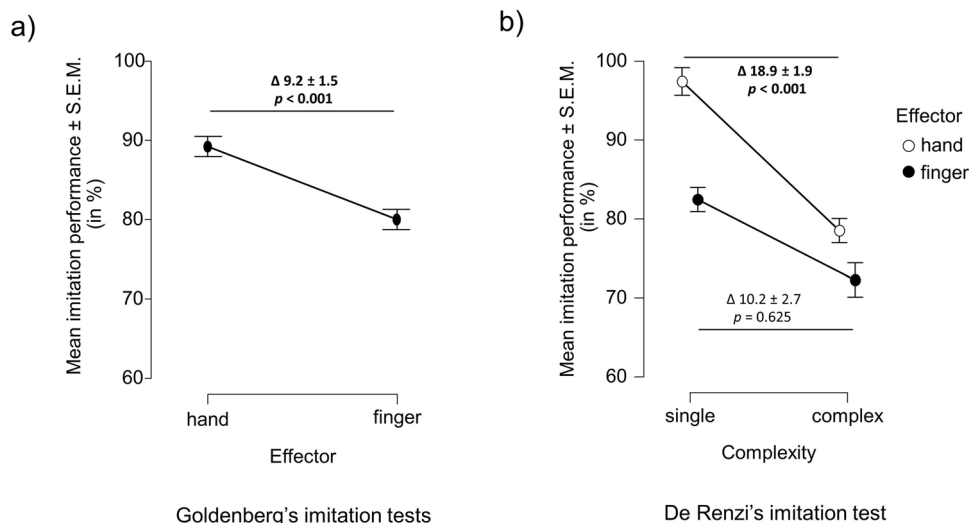 a)
Mean imitation performance ± S.E.M.
(in %)
100
90
80
70
60
Δ 9.2 ± 1.5
p < 0.001
hand
finger
Effector
Goldenberg's imitation tests
b)
Mean imitation performance ± S.E.M.
(in %)
100
90
80
70
60
Δ 18.9 ± 1.9
p < 0.001
Δ 10.2 ± 2.7
p = 0.625
single
complex
Complexity
Effector
hand
finger
De Renzi's imitation test